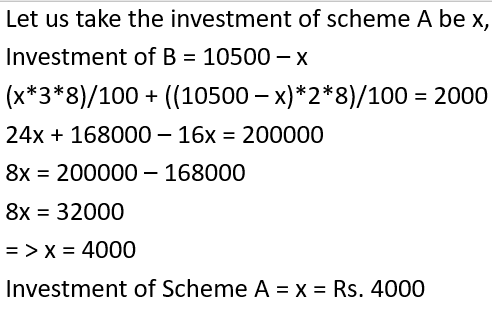 Let us take the investment of scheme A be x,
Investment of B = 10500 – x
(x*3*8)/100 + ((10500 – x)*2*8)/100 = 2000
24x + 168000 – 16x = 200000
8x = 200000 – 168000
8x = 32000
= > x = 4000
Investment of Scheme A = x = Rs. 4000